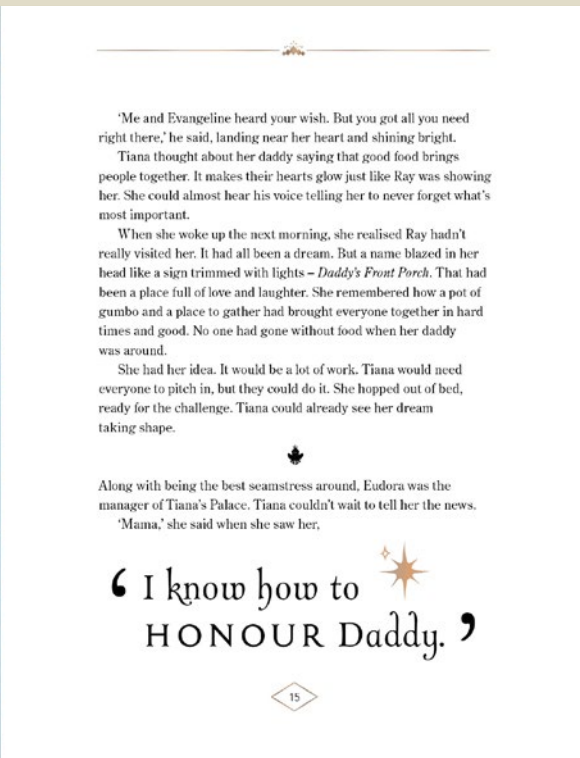 ‘Me and Evangeline heard your wish. But you got all you need
right there,’ he said, landing near her heart and shining bright.
Tiana thought about her daddy saying that good food brings
people together. It makes their hearts glow just like Ray was showing
her. She could almost hear his voice telling her to never forget what’s
most important.
When she woke up the next morning, she realised Ray hadn’t
really visited her. It had all been a dream. But a name blazed in her
head like a sign trimmed with lights – Daddy’s Front Porch. That had
been a place full of love and laughter. She remembered how a pot of
gumbo and a place to gather had brought everyone together in hard
times and good. No one had gone without food when her daddy
was around.
She had her idea. It would be a lot of work. Tiana would need
everyone to pitch in, but they could do it. She hopped out of bed,
ready for the challenge. Tiana could already see her dream
taking shape.
Along with being the best seamstress around, Eudora was the
manager of Tiana’s Palace. Tiana couldn’t wait to tell her the news.
‘Mama,’ she said when she saw her,
‘I know how to
HONOUR Daddy.’
15